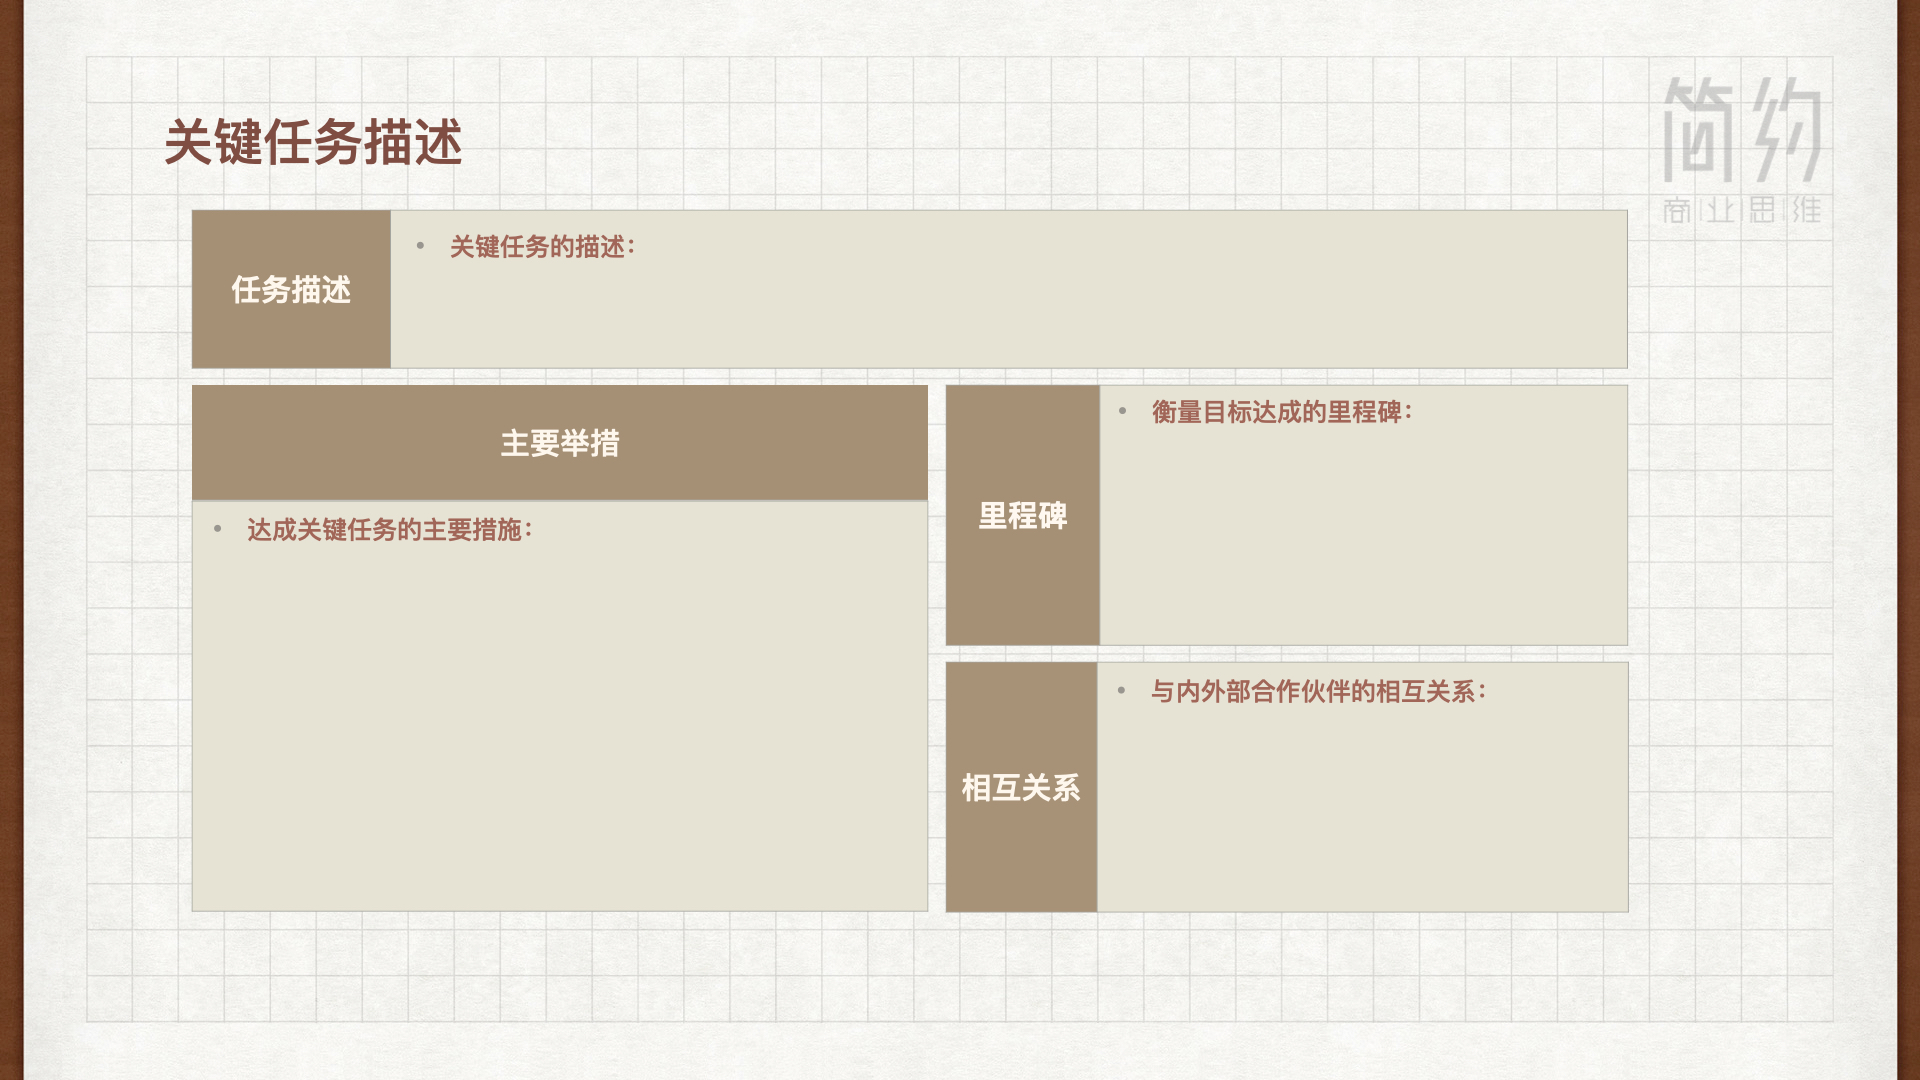 关键任务描述
简约
商业思维
任务描述
• 关键任务的描述：
主要举措
• 达成关键任务的主要措施：
里程碑
• 衡量目标达成的里程碑：
相互关系
• 与内外部合作伙伴的相互关系：